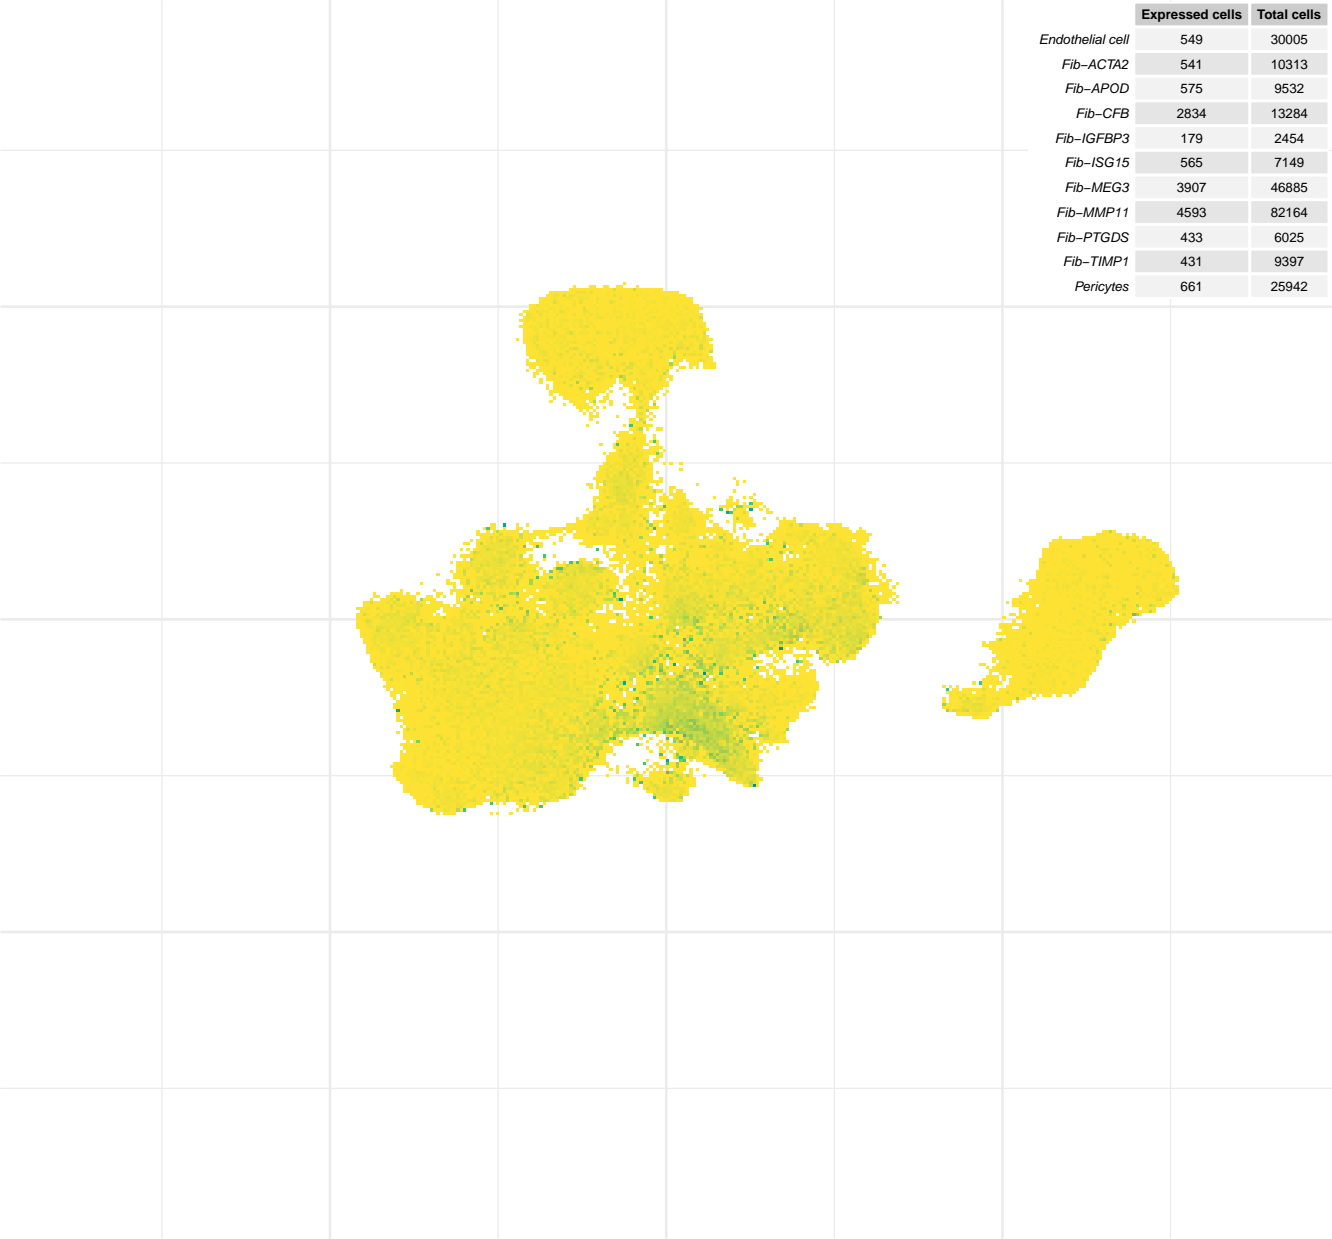 Expressed cells Total cells
Endothelial cell 549 30005
Fib−ACTA2 541 10313
Fib−APOD 575 9532
Fib−CFB 2834 13284
Fib−IGFBP3 179 2454
Fib−ISG15 565 7149
Fib−MEG3 3907 46885
Fib−MMP11 4593 82164
Fib−PTGDS 433 6025
Fib−TIMP1 431 9397
Pericytes 661 25942